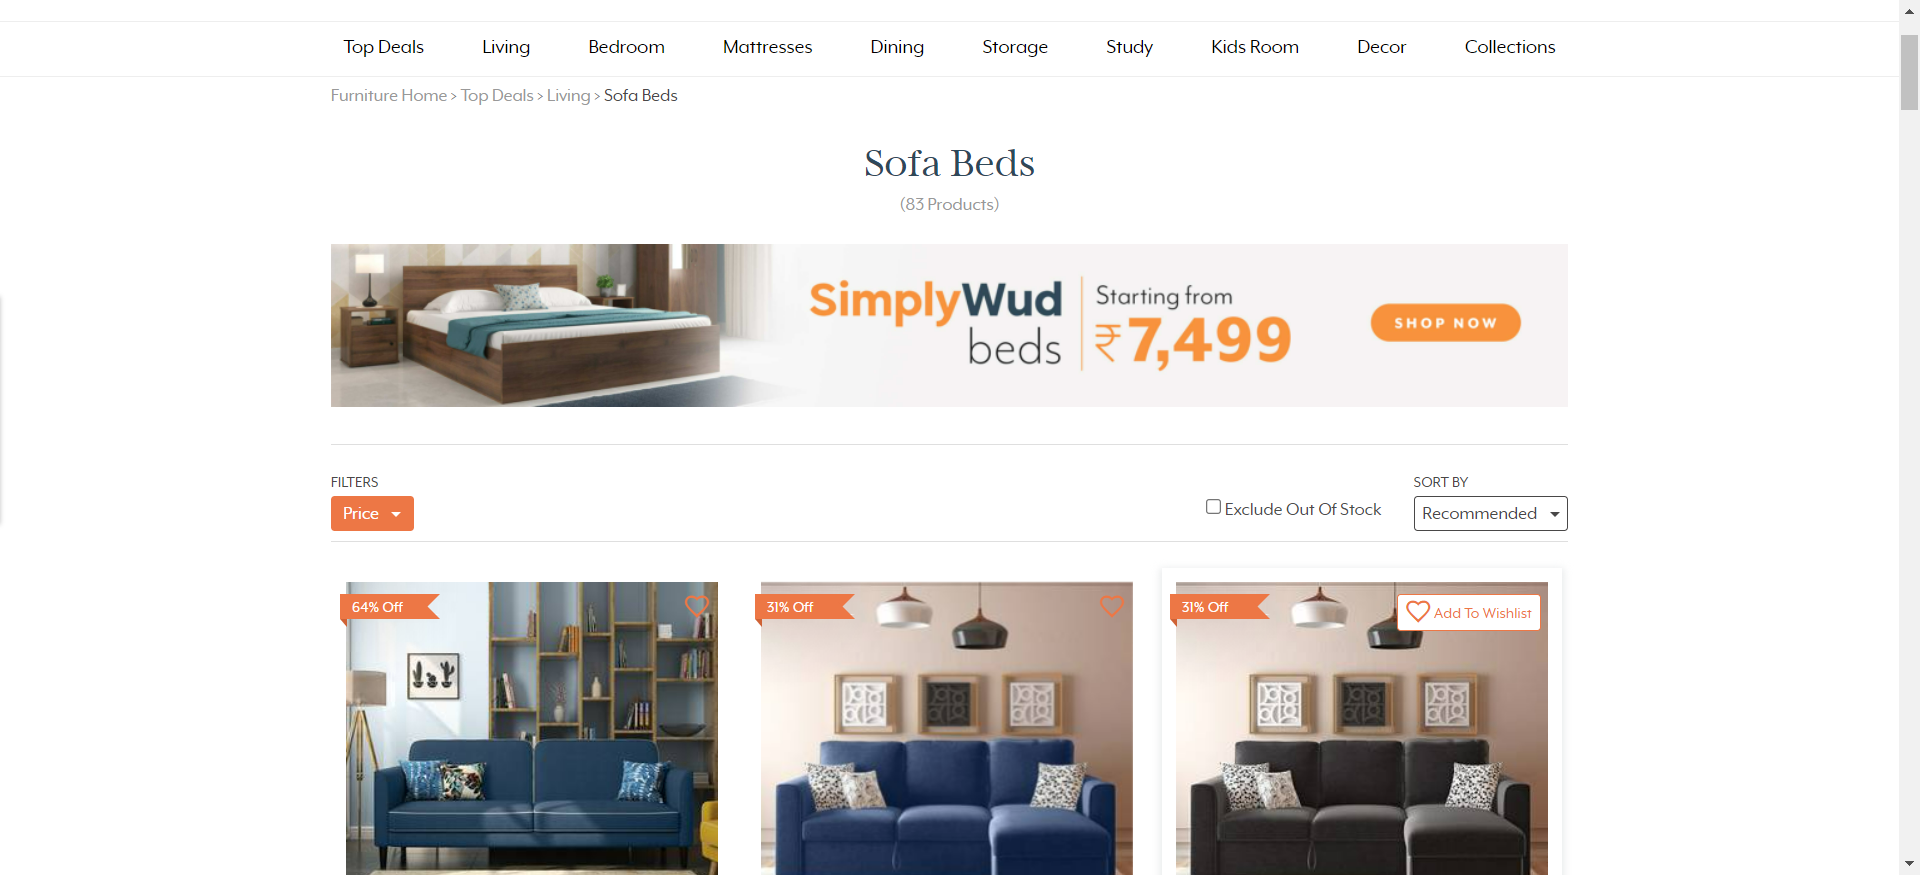 Top Deals Living Bedroom Mattresses Dining Storage Study Kids Room Decor Collections
Furniture Home > Top Deals > Living > Sofa Beds
Sofa Beds
(83 Products)
SimplyWud
beds
Starting from
₹7,499
SHOP NOW
FILTERS
Price
Exclude Out Of Stock
SORT BY
Recommended
64% Off
31% Off
31% Off
Add To Wishlist